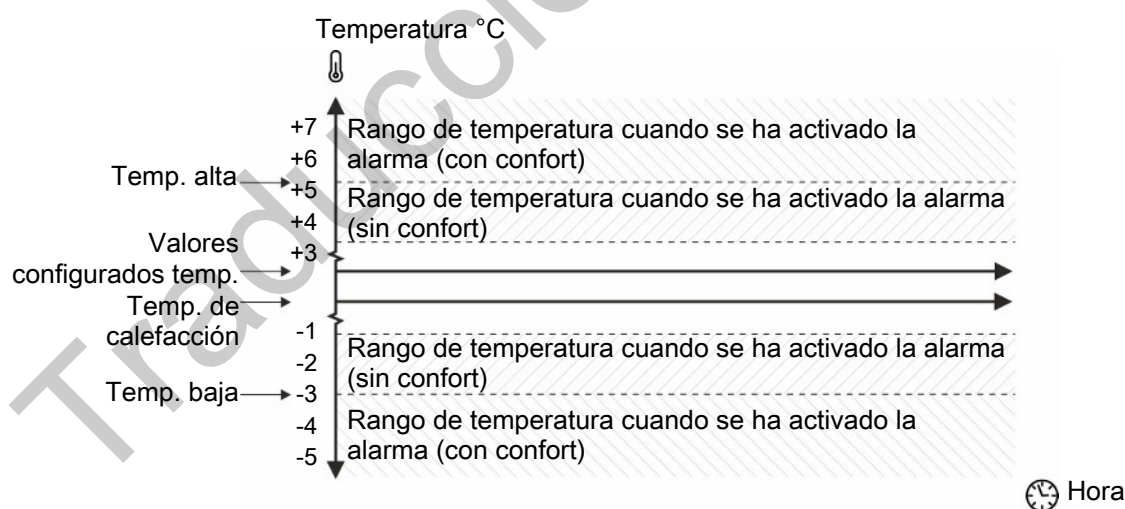 Temperatura °C
+7
Rango de temperatura cuando se ha activado la
+6
alarma (con confort)
Temp. alta
+5
Rango de temperatura cuando se ha activado la alarma
+4
(sin confort)
Valores
+3
configurados temp.
Temp. de
calefacción
-1
Rango de temperatura cuando se ha activado la alarma
-2
(sin confort)
Temp. baja
-3
-4
Rango de temperatura cuando se ha activado la
-5
alarma (con confort)
Hora